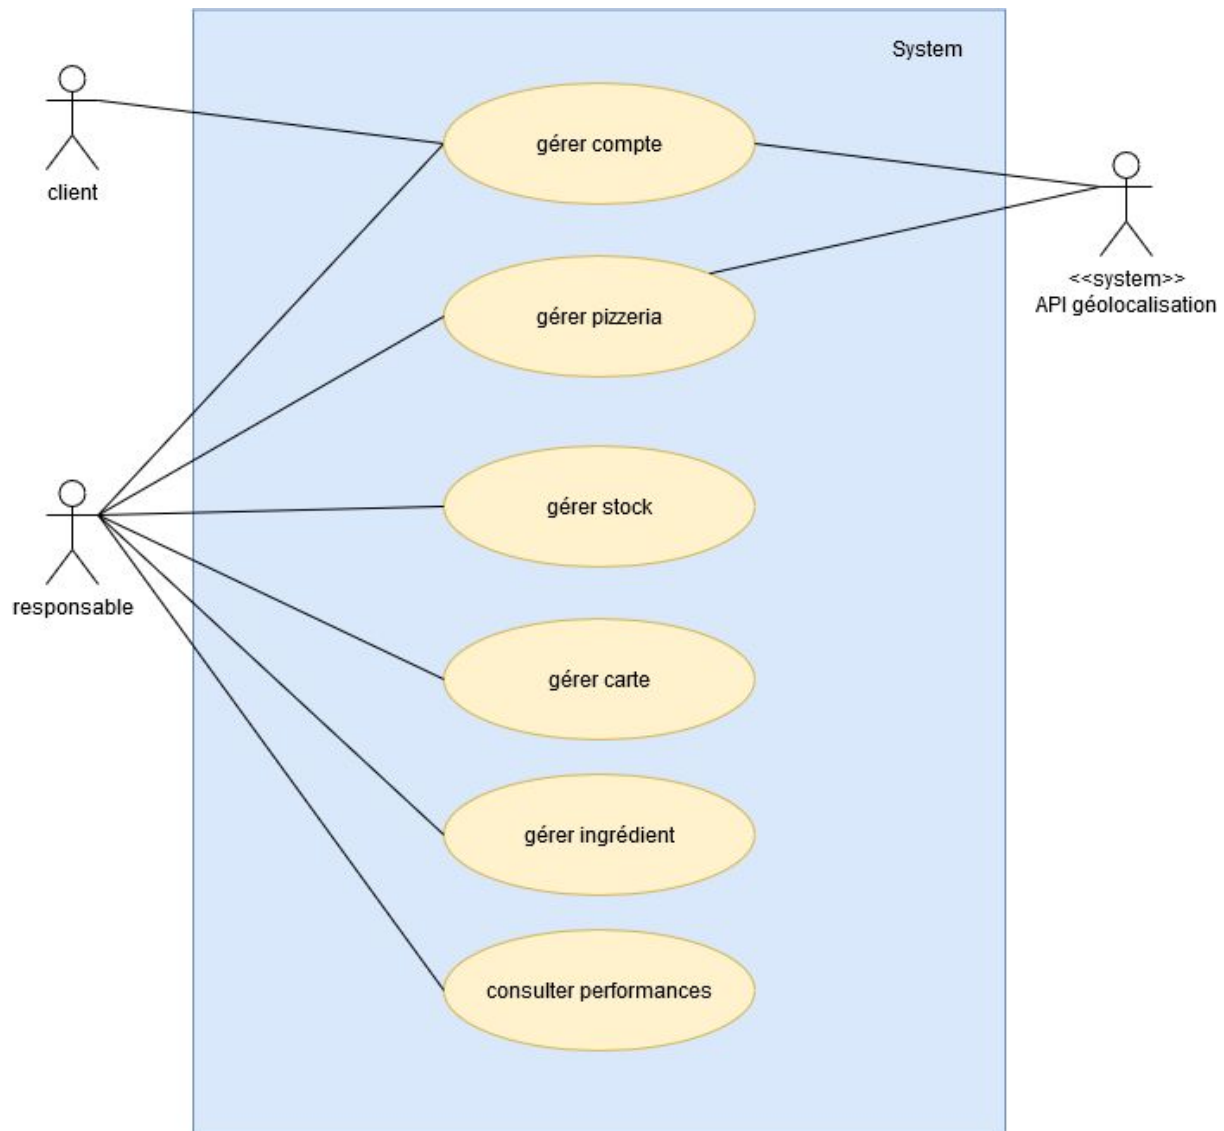 System
gérer compte
client
<<system>>
API géolocalisation
gérer pizzeria
gérer stock
responsable
gérer carte
gérer ingrédient
consulter performances